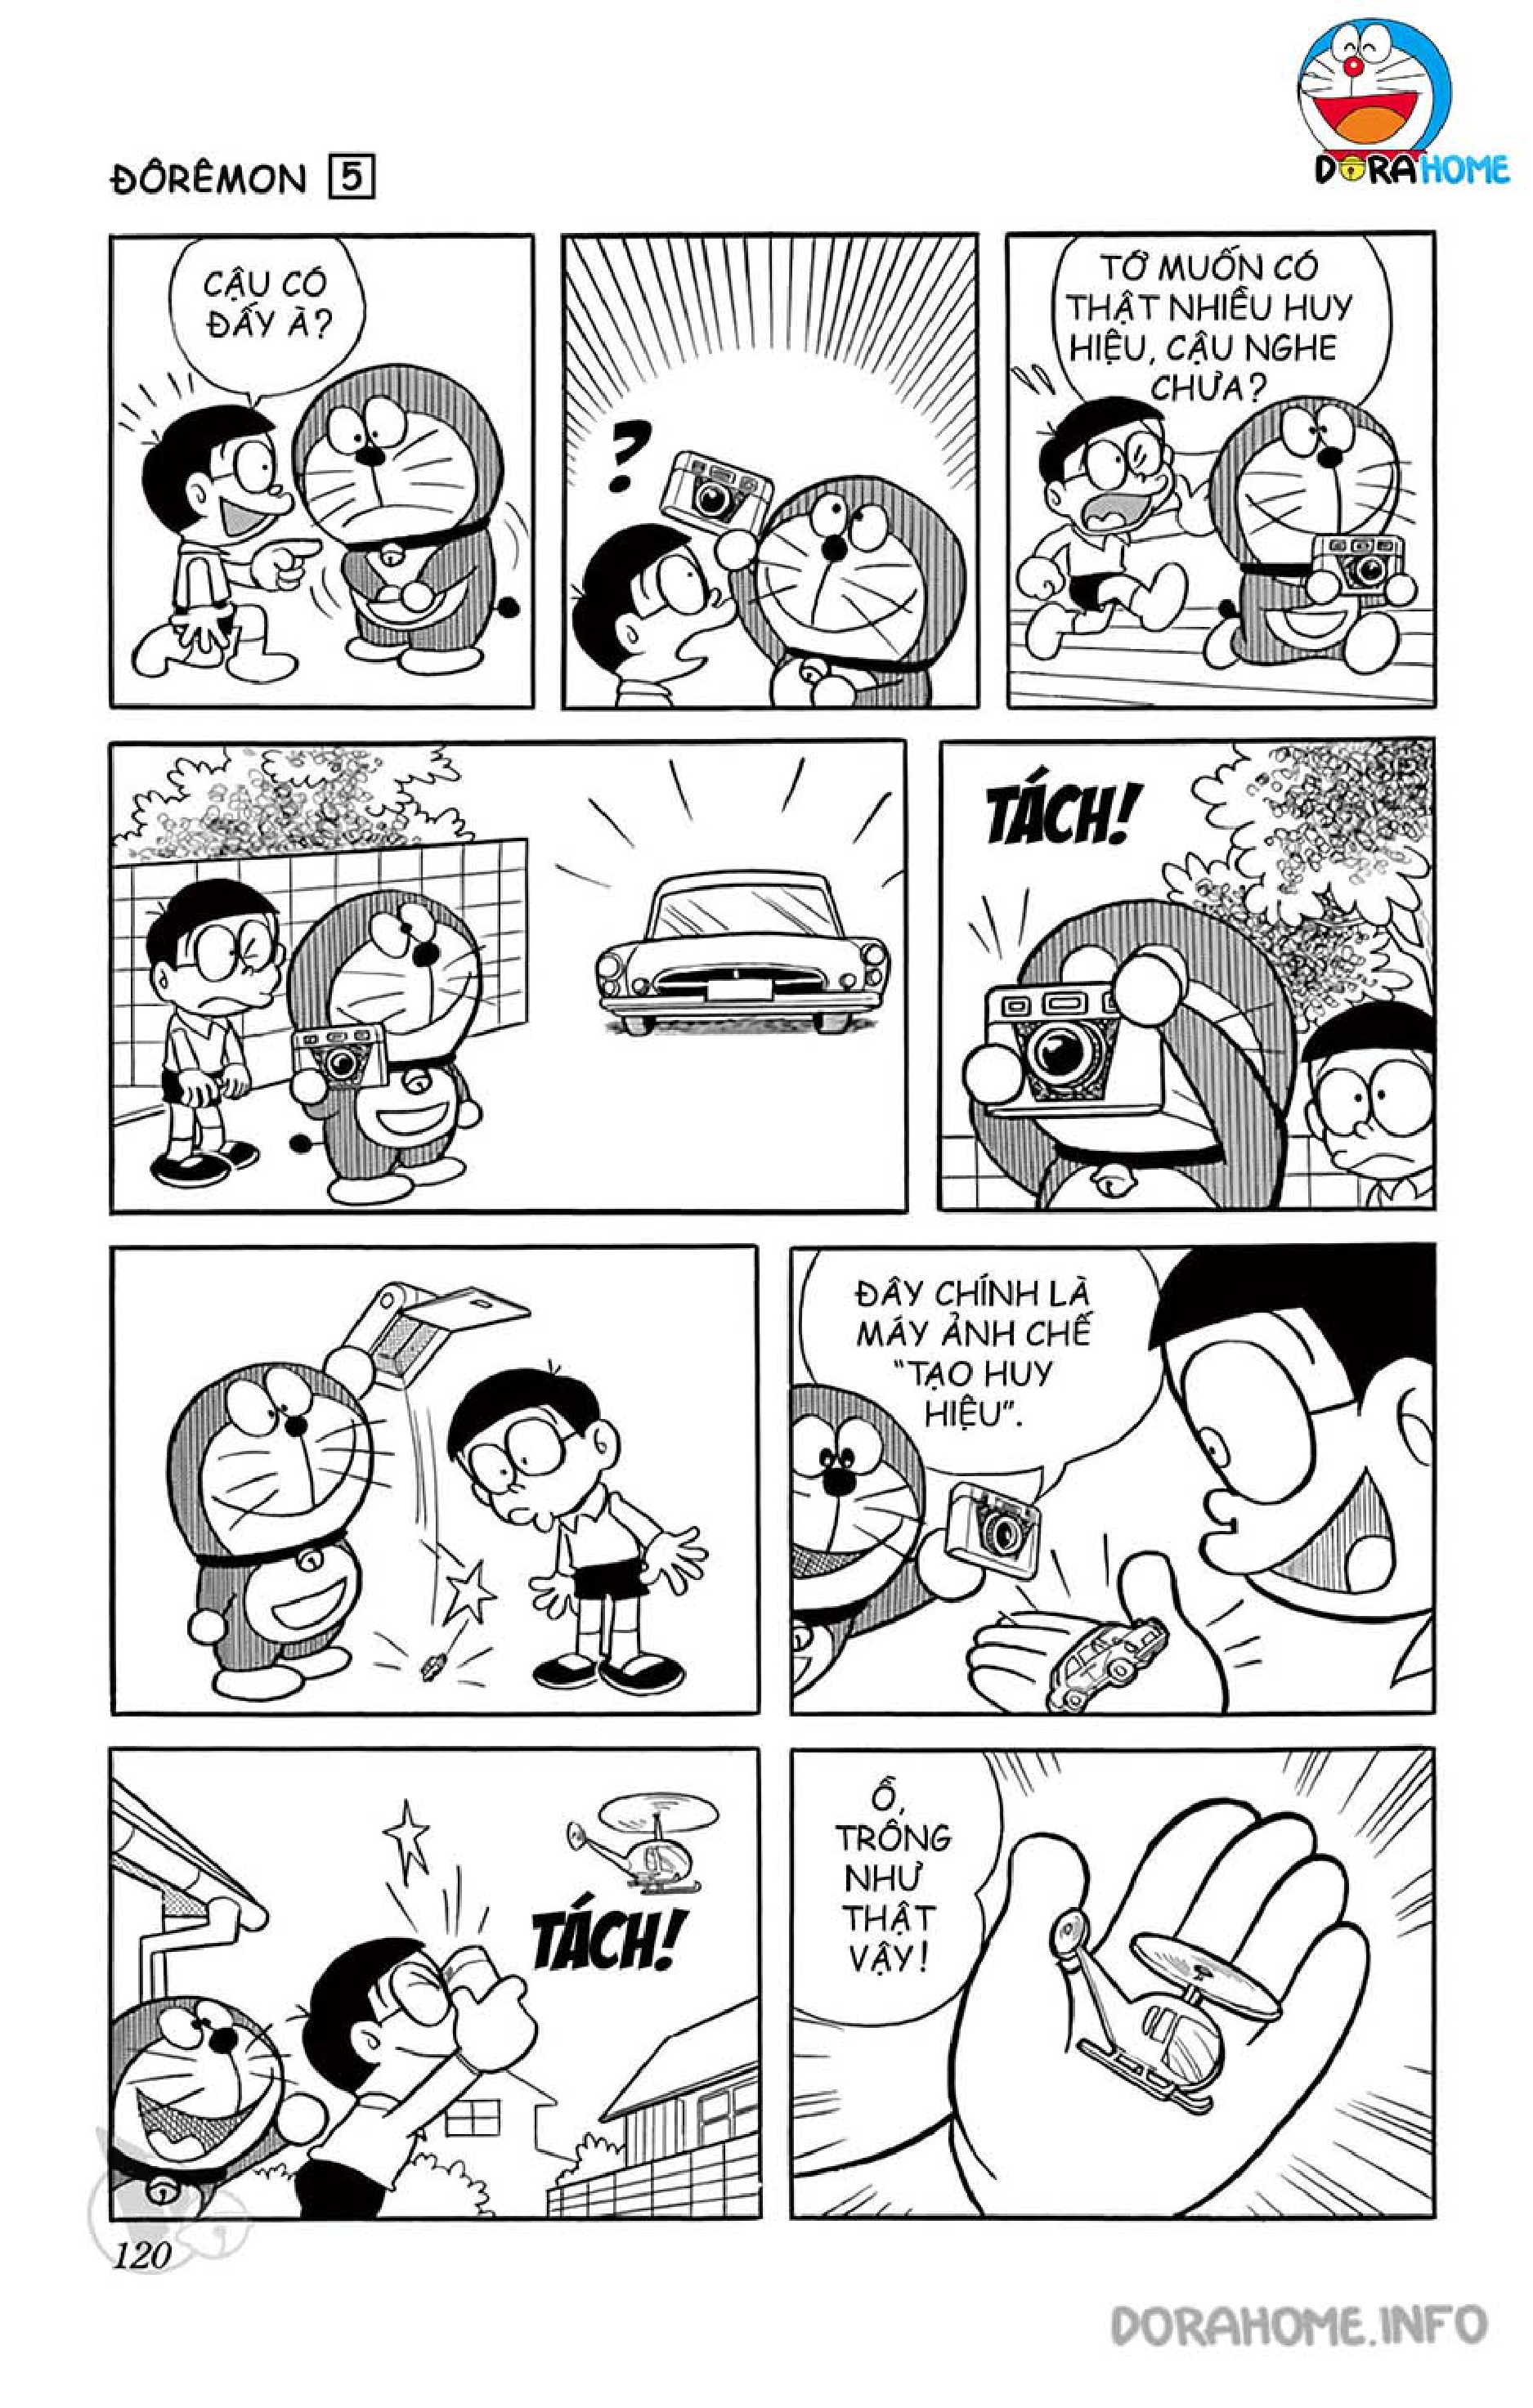 DORAHOME
ĐÔRÊMON 5
CẬU CÓ
ĐẤY À?
?
TỚ MUỐN CÓ
THẬT NHIỀU HUY
HIỆU, CẬU NGHE
CHƯA?
TÁCH!
ĐÂY CHÍNH LÀ
MÁY ẢNH CHẾ
“TẠO HUY
HIỆU”.
TÁCH!
Ồ,
TRÔNG
NHƯ
THẬT
VẬY!
120
DORAHOME.INFO